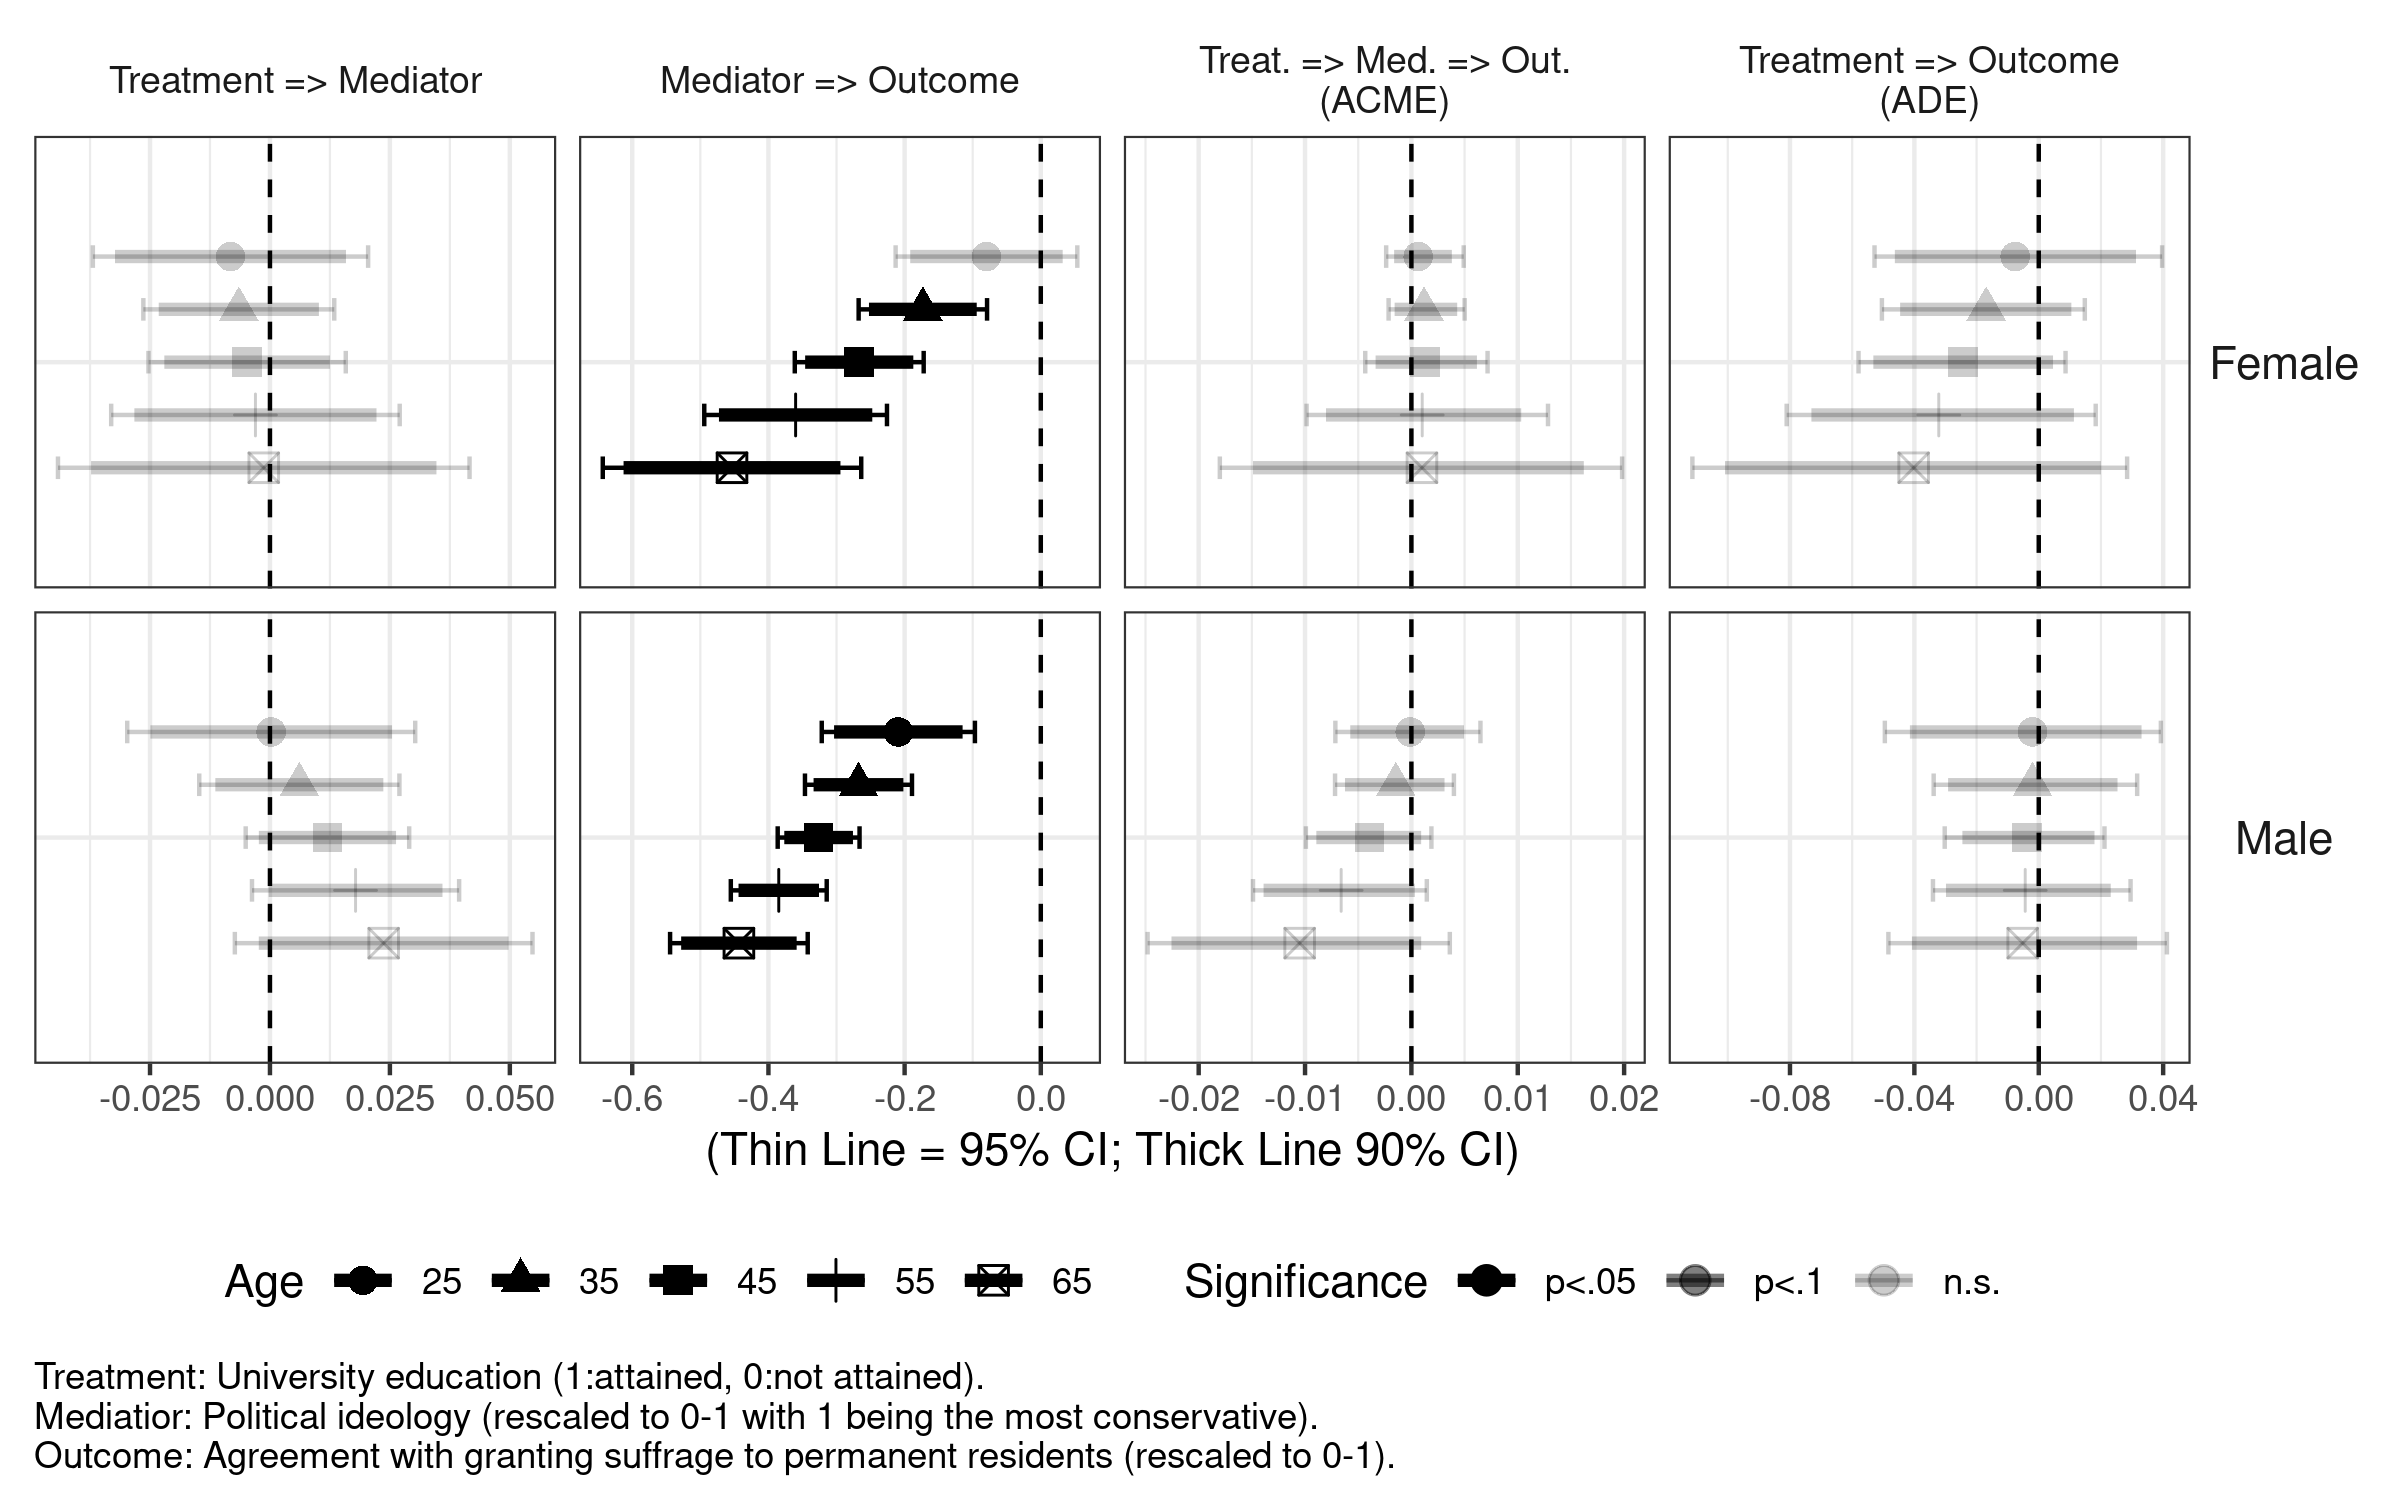 Treatment => Mediator
Mediator => Outcome
Treat. => Med. => Out.
(ACME)
Treatment => Outcome
(ADE)
Female
Male
-0.025 0.000 0.025 0.050
-0.6 -0.4 -0.2 0.0
-0.02 -0.01 0.00 0.01 0.02
-0.08 -0.04 0.00 0.04
(Thin Line = 95% CI; Thick Line 90% CI)
Age 25 35 45 55 65
Significance p<.05 p<.1 n.s.
Treatment: University education (1:attained, 0:not attained).
Mediatior: Political ideology (rescaled to 0-1 with 1 being the most conservative).
Outcome: Agreement with granting suffrage to permanent residents (rescaled to 0-1).